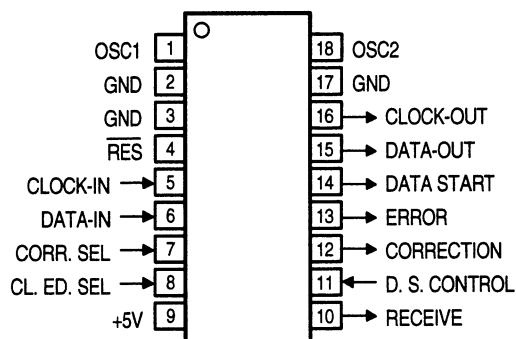 OSC1 1 18 OSC2
GND 2 17 GND
GND 3 16 CLOCK-OUT
RES 4 15 DATA-OUT
CLOCK-IN 5 14 DATA START
DATA-IN 6 13 ERROR
CORR. SEL 7 12 CORRECTION
CL. ED. SEL 8 11 D. S. CONTROL
+5V 9 10 RECEIVE